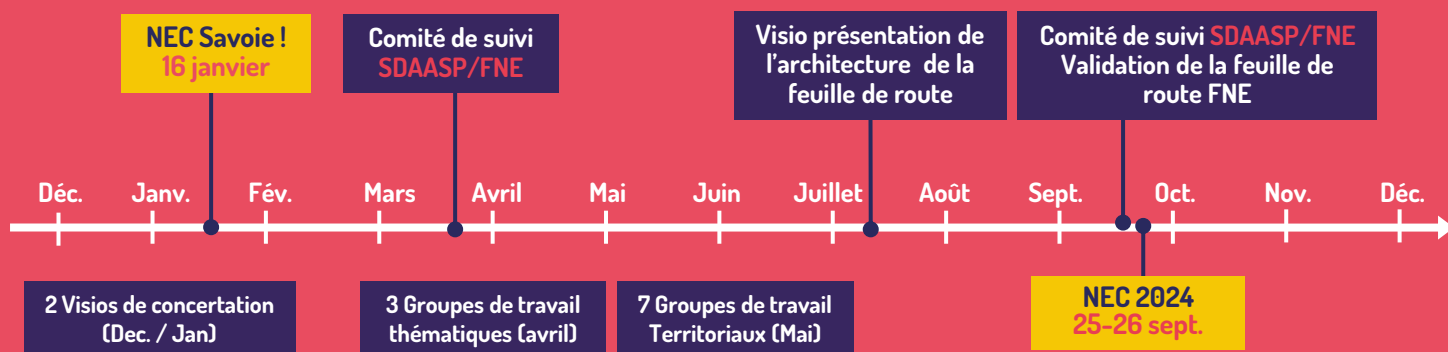 NEC Savoie !
16 janvier
Comité de suivi
SDAASP/FNE
Visio présentation de
l'architecture de la
feuille de route
Comité de suivi SDAASP/FNE
Validation de la feuille de
route FNE
Déc. Janv. Fév. Mars Avril Mai Juin Juillet Août Sept. Oct. Nov. Déc.
2 Visios de concertation
(Dec. / Jan)
3 Groupes de travail
thématiques (avril)
7 Groupes de travail
Territoriaux (Mai)
NEC 2024
25-26 sept.